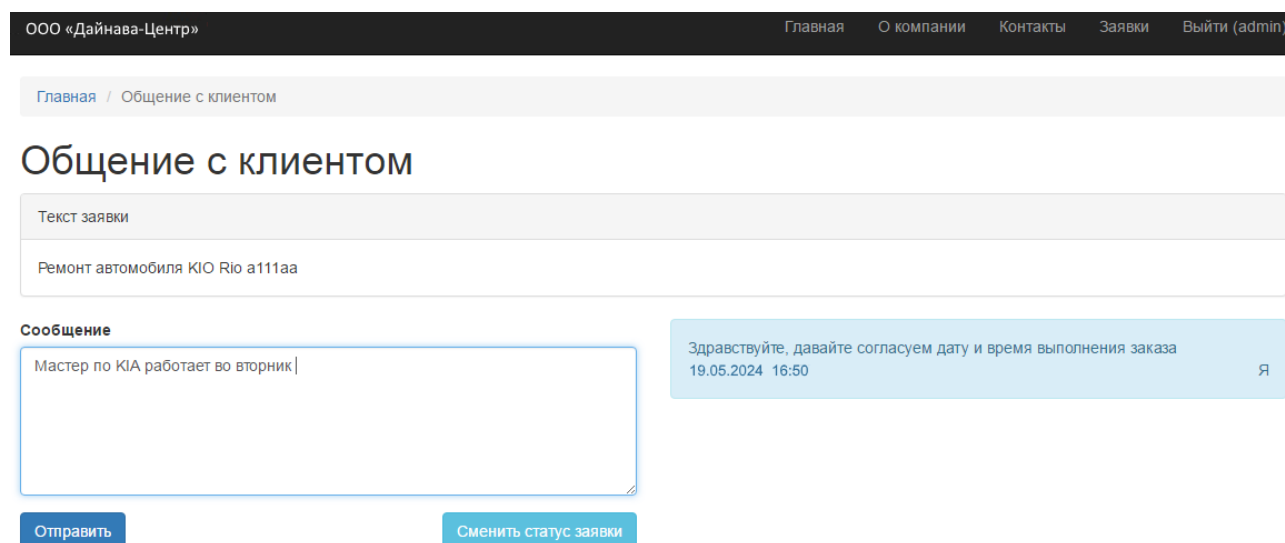 ООО «Дайнава-Центр» Главная О компании Контакты Заявки Выйти (admin)
Главная / Общение с клиентом
Общение с клиентом
Текст заявки
Ремонт автомобиля KIO Rio a111aa
Сообщение
Мастер по KIA работает во вторник
Отправить Сменить статус заявки
Здравствуйте, давайте согласуем дату и время выполнения заказа
19.05.2024 16:50 Я